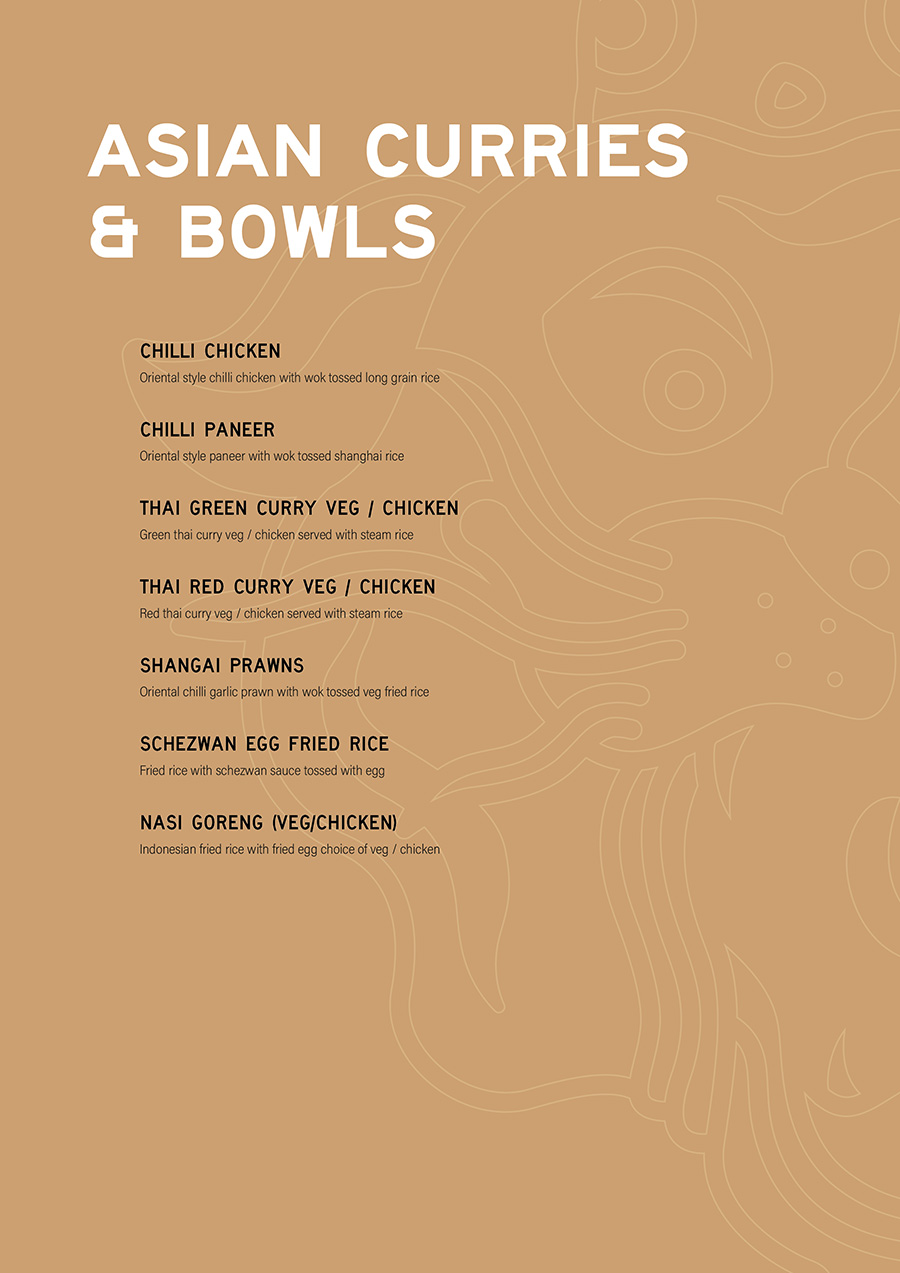 ASIAN CURRIES
& BOWLS
CHILLI CHICKEN
Oriental style chilli chicken with wok tossed long grain rice
CHILLI PANEER
Oriental style paneer with wok tossed shanghai rice
THAI GREEN CURRY VEG / CHICKEN
Green thai curry veg / chicken served with steam rice
THAI RED CURRY VEG / CHICKEN
Red thai curry veg / chicken served with steam rice
SHANGAI PRAWNS
Oriental chilli garlic prawn with wok tossed veg fried rice
SCHEZWAN EGG FRIED RICE
Fried rice with schezwan sauce tossed with egg
NASI GORENG (VEG/CHICKEN)
Indonesian fried rice with fried egg choice of veg / chicken